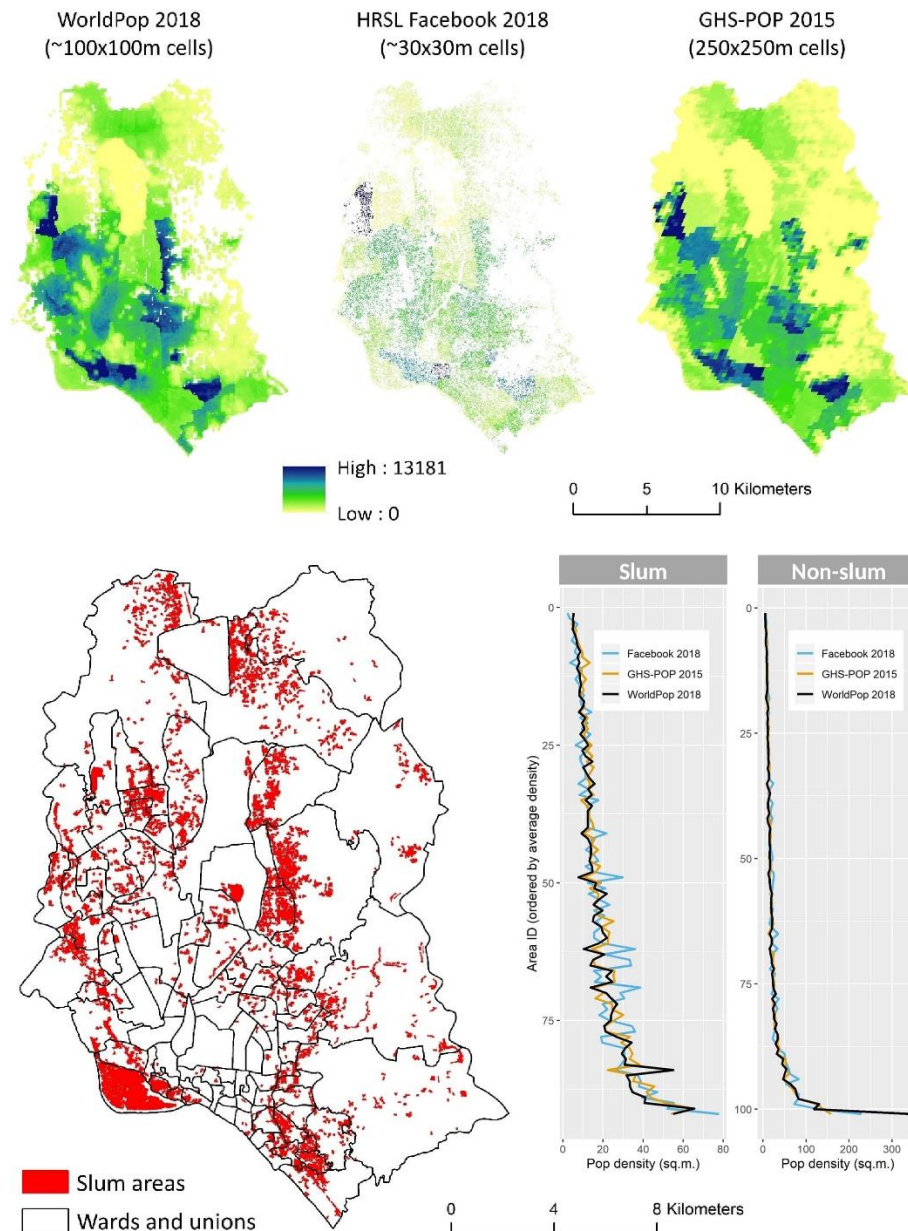 WorldPop 2018
(~100x100m cells)
HRSL Facebook 2018
(~30x30m cells)
GHS-POP 2015
(250x250m cells)
High : 13181
Low : 0
0 5 10 Kilometers
Slum
Non-slum
Facebook 2018
GHS-POP 2015
WorldPop 2018
Facebook 2018
GHS-POP 2015
WorldPop 2018
Area ID (ordered by average density)
0
25
50
75
0
25
50
75
100
0 20 40 60 80
0 100 200 300
Pop density (sq.m.)
Pop density (sq.m.)
Slum areas
Wards and unions
0 4 8 Kilometers